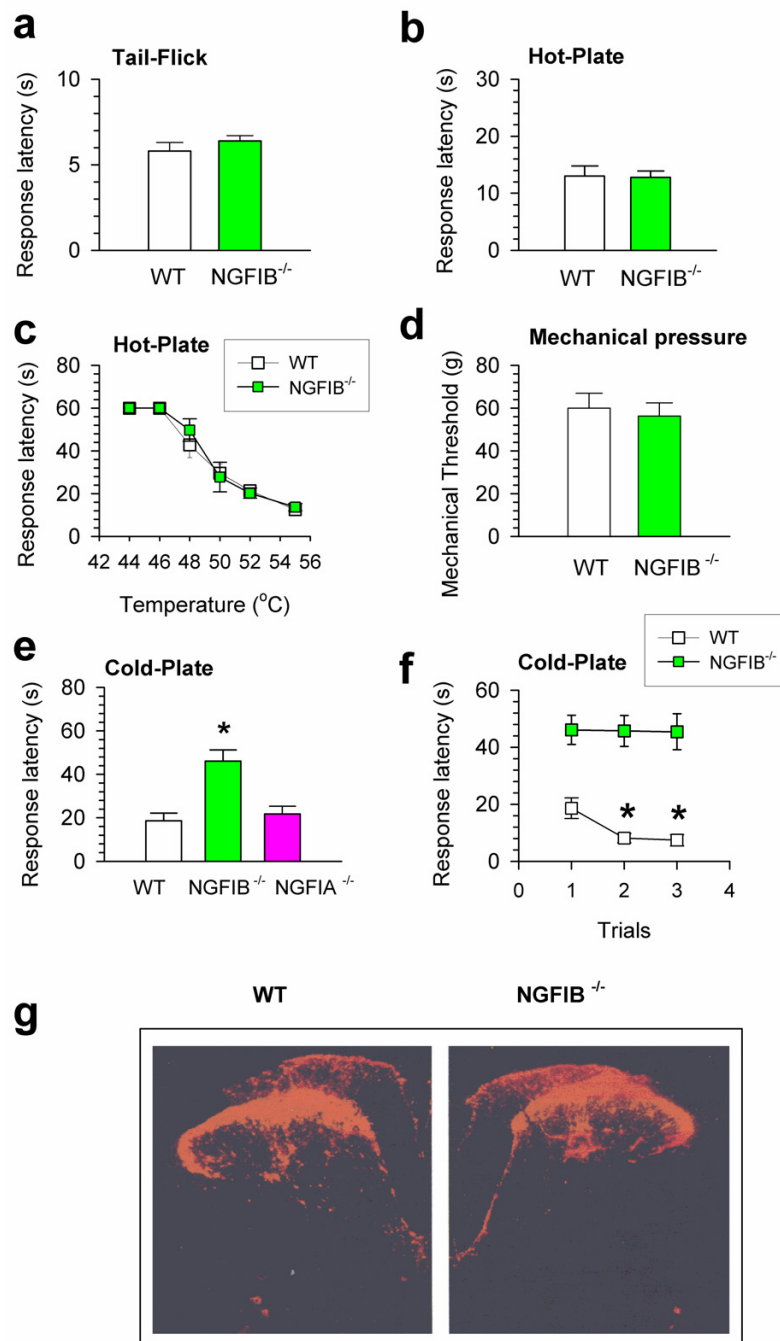 a
Tail-Flick
Response latency (s)
10
5
0
WT NGFIB-/-
b
Hot-Plate
Response latency (s)
30
20
10
0
WT NGFIB-/-
c
Hot-Plate
WT
NGFIB-/-
Response latency (s)
80
60
40
20
0
42 44 46 48 50 52 54 56
Temperature (oC)
d
Mechanical pressure
Mechanical Threshold (g)
80
60
40
20
0
WT NGFIB -/-
e
Cold-Plate
Response latency (s)
80
60
40
20
0
*
WT NGFIB -/- NGFIA -/-
f
Cold-Plate
WT
NGFIB-/-
Response latency (s)
60
40
20
0
* *
0 1 2 3 4
Trials
g
WT NGFIB -/-